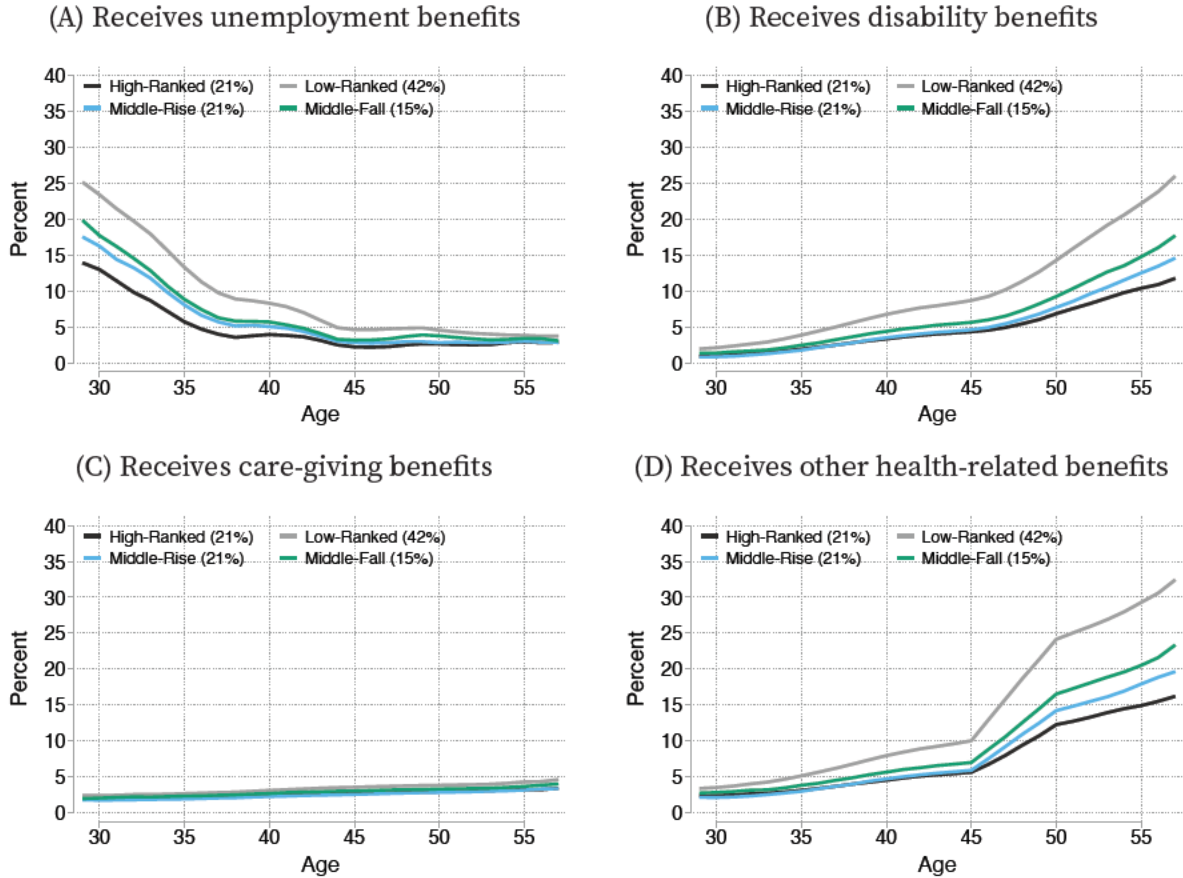 (A) Receives unemployment benefits
High-Ranked (21%) Low-Ranked (42%)
Middle-Rise (21%) Middle-Fall (15%)
Percent
40
35
30
25
20
15
10
5
0
30 35 40 45 50 55
Age
(B) Receives disability benefits
High-Ranked (21%) Low-Ranked (42%)
Middle-Rise (21%) Middle-Fall (15%)
Percent
40
35
30
25
20
15
10
5
0
30 35 40 45 50 55
Age
(C) Receives care-giving benefits
High-Ranked (21%) Low-Ranked (42%)
Middle-Rise (21%) Middle-Fall (15%)
Percent
40
35
30
25
20
15
10
5
0
30 35 40 45 50 55
Age
(D) Receives other health-related benefits
High-Ranked (21%) Low-Ranked (42%)
Middle-Rise (21%) Middle-Fall (15%)
Percent
40
35
30
25
20
15
10
5
0
30 35 40 45 50 55
Age